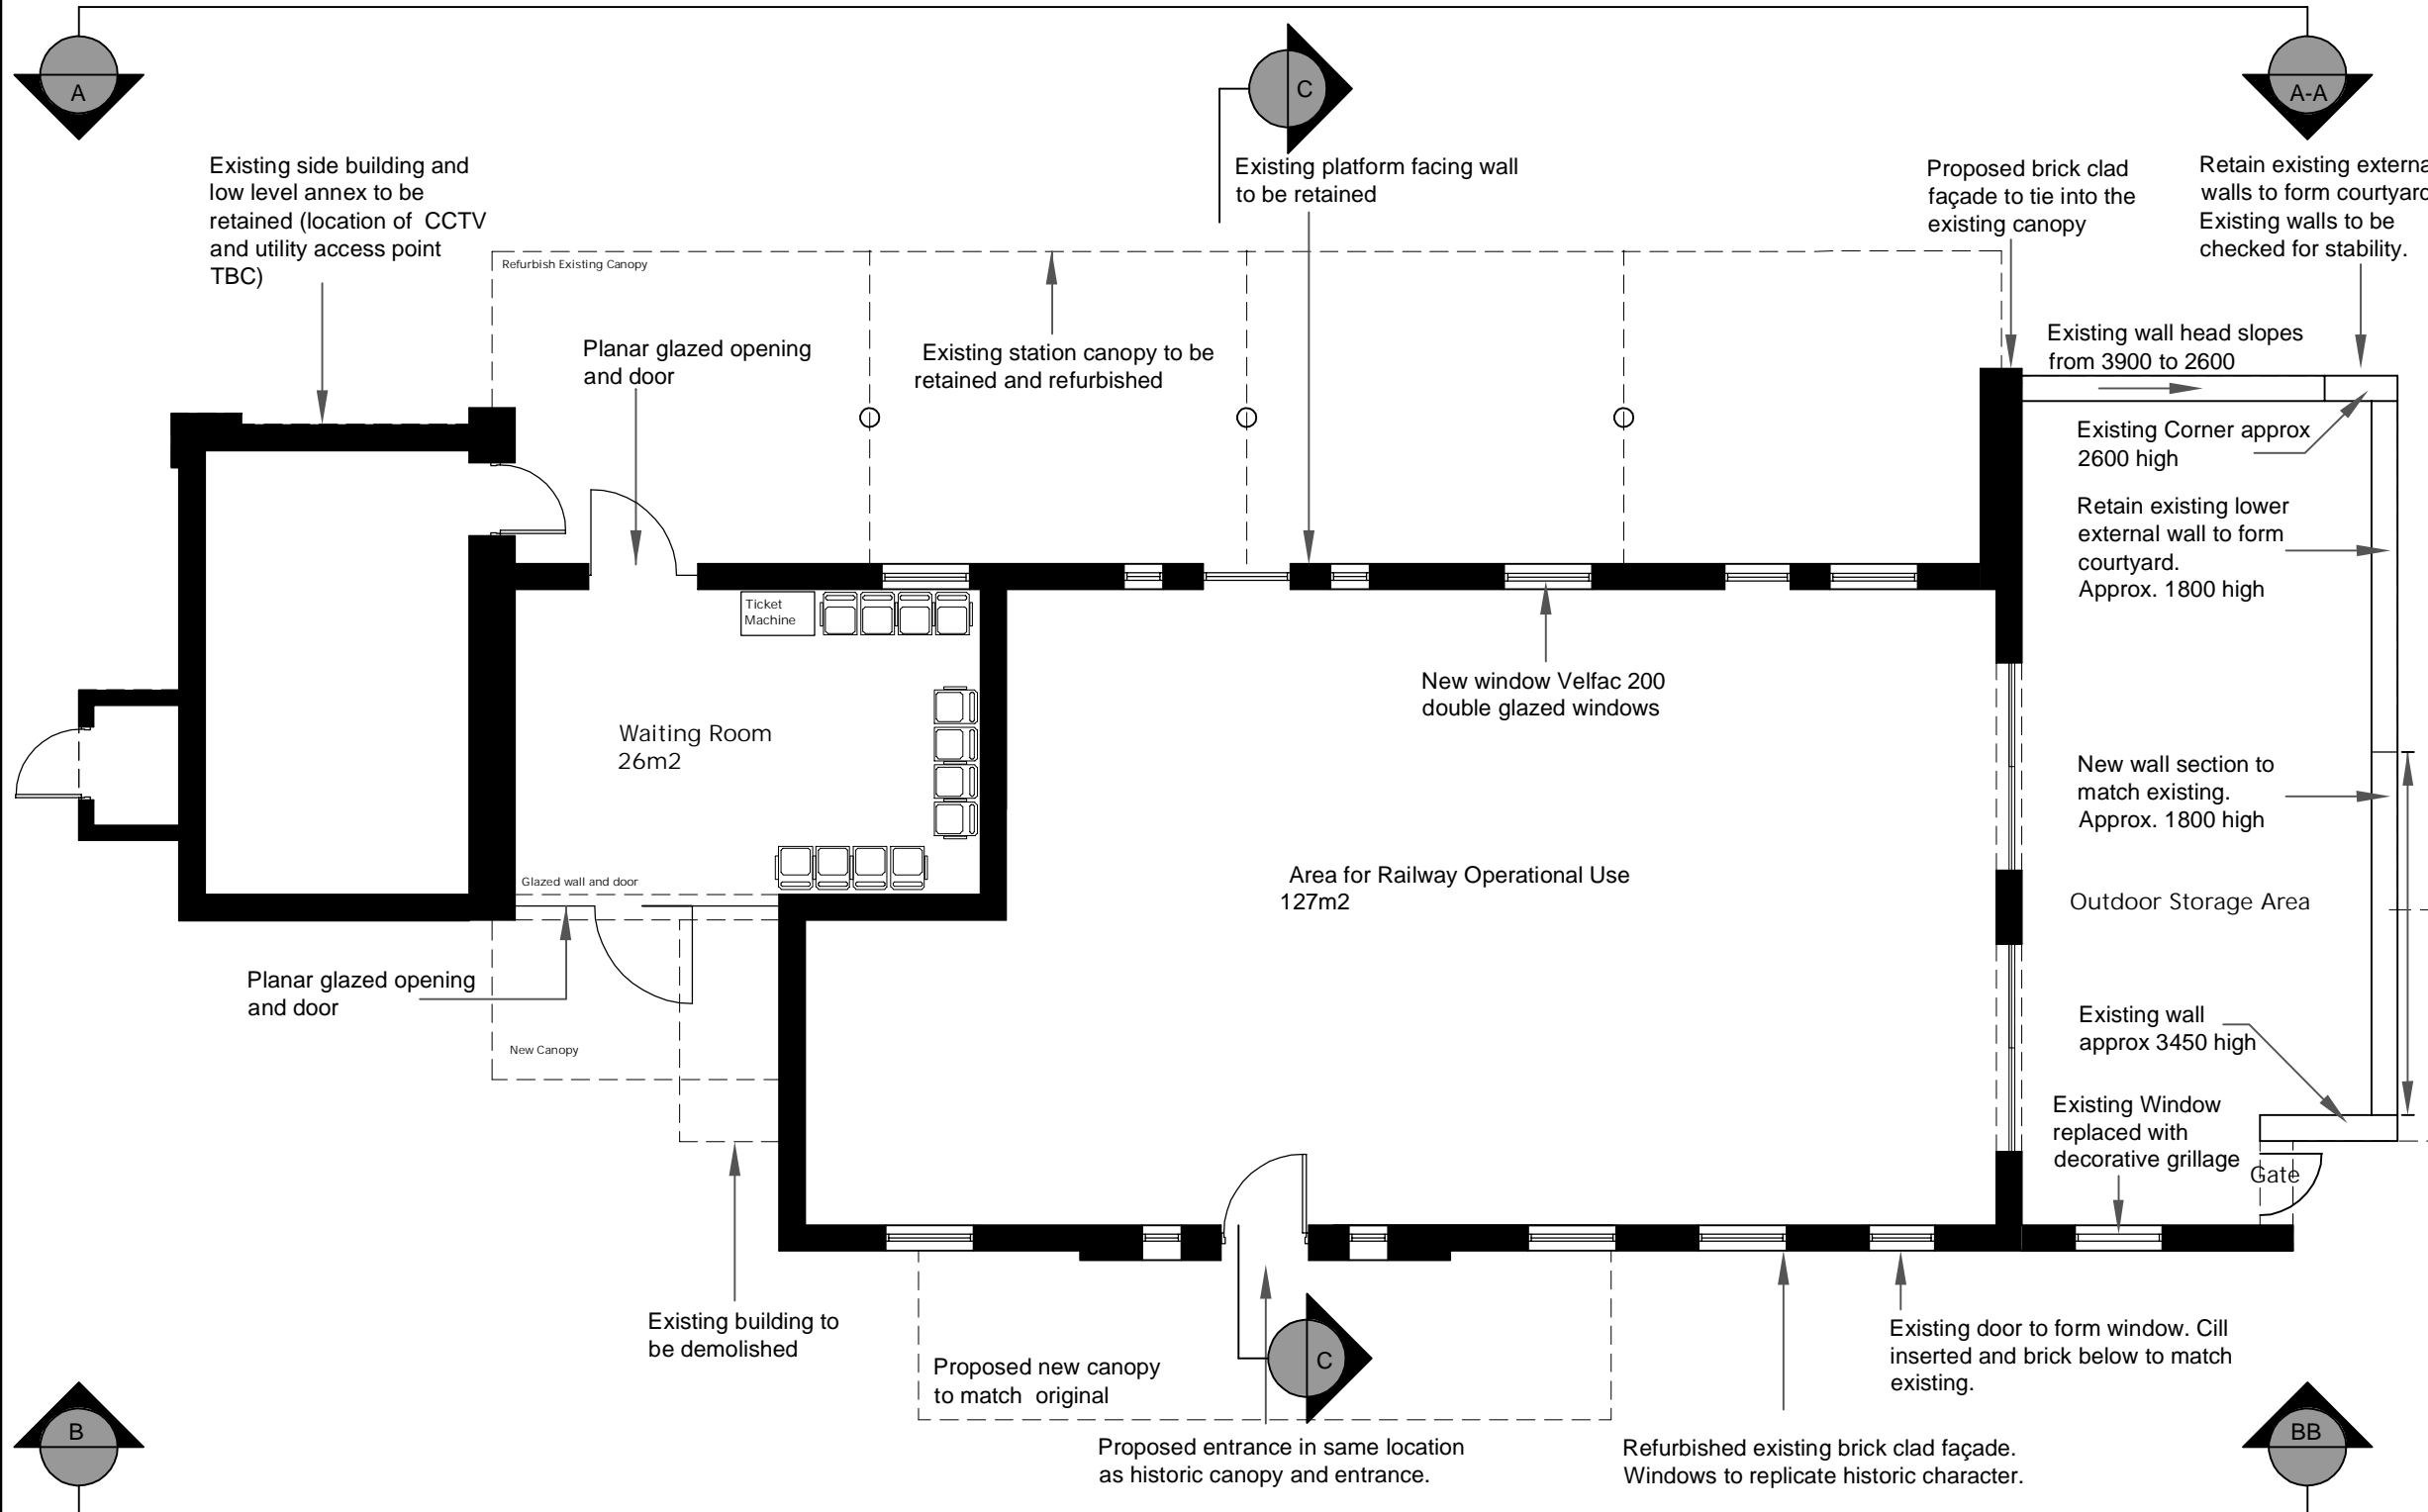 A
C
A-A
Existing side building and
low level annex to be
retained (location of  CCTV
and utility access point
TBC)
Existing platform facing wall
to be retained
Proposed brick clad
façade to tie into the
existing canopy
Retain existing externa
walls to form courtyard
Existing walls to be
checked for stability.
Refurbish Existing Canopy
Planar glazed opening
and door
Existing station canopy to be
retained and refurbished
Existing wall head slopes
from 3900 to 2600
Existing Corner approx
2600 high
Retain existing lower
external wall to form
courtyard.
Approx. 1800 high
Ticket
Machine
New window Velfac 200
double glazed windows
Waiting Room
26m2
New wall section to
match existing.
Approx. 1800 high
Area for Railway Operational Use
127m2
Glazed wall and door
Outdoor Storage Area
Planar glazed opening
and door
New Canopy
Existing wall
approx 3450 high
Existing Window
replaced with
decorative grillage
Gate
Existing building to
be demolished
Proposed new canopy
to match  original
C
Existing door to form window. Cill
inserted and brick below to match
existing.
Proposed entrance in same location
as historic canopy and entrance.
Refurbished existing brick clad façade.
Windows to replicate historic character.
B
BB